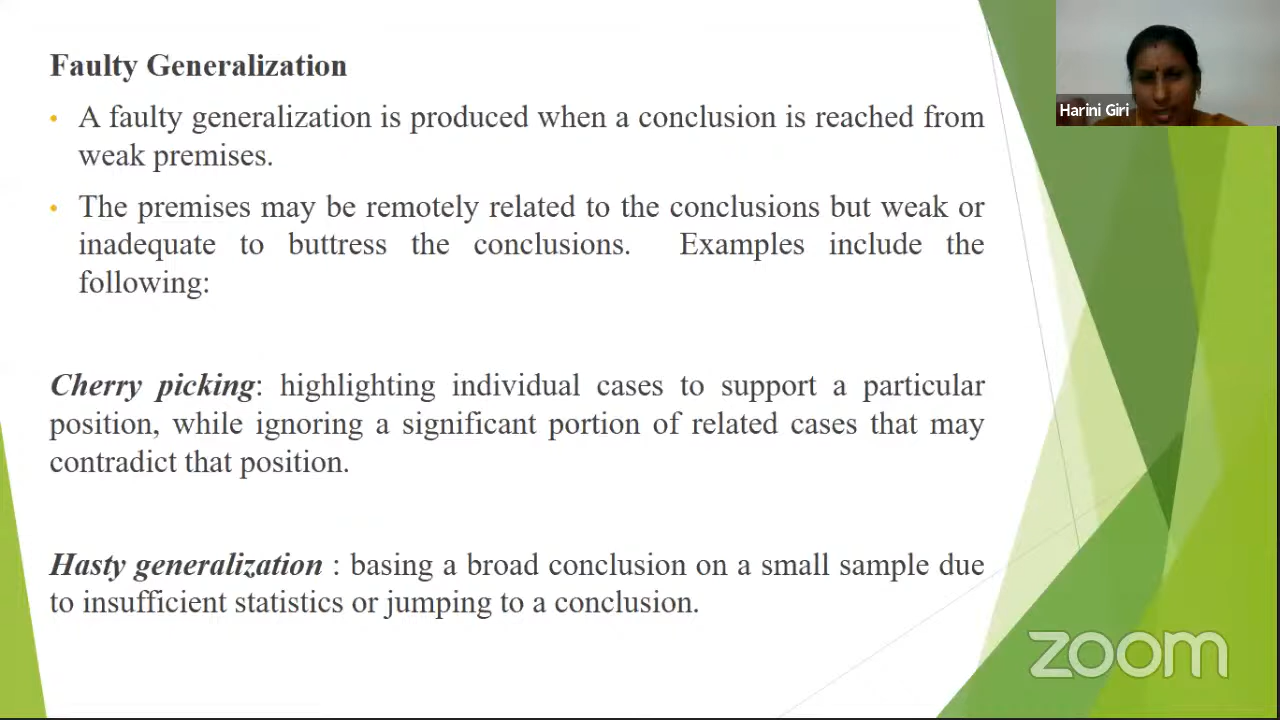 Faulty Generalization
• A faulty generalization is produced when a conclusion is reached from
weak premises.
• The premises may be remotely related to the conclusions but weak or
inadequate to buttress the conclusions. Examples include the
following:
Cherry picking: highlighting individual cases to support a particular
position, while ignoring a significant portion of related cases that may
contradict that position.
Hasty generalization : basing a broad conclusion on a small sample due
to insufficient statistics or jumping to a conclusion.
Harini Giri
zoom